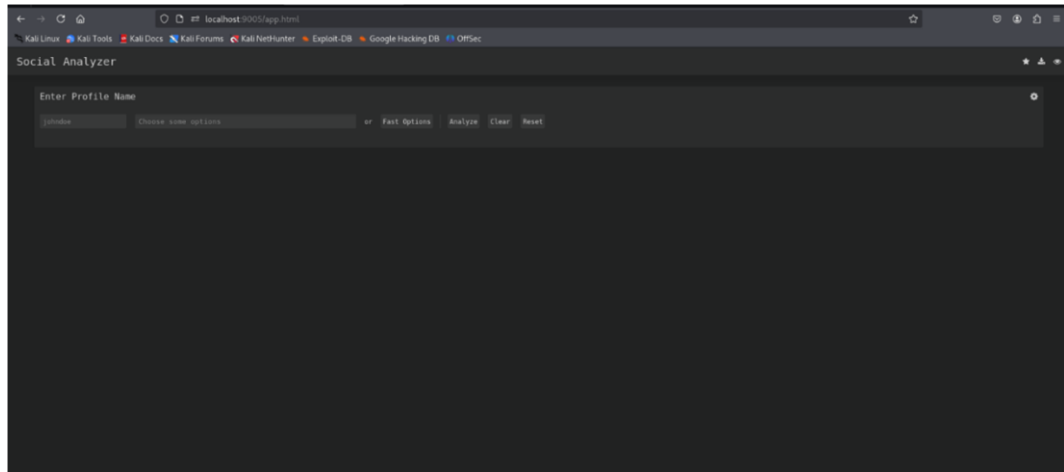 localhost:9005/app.html
Kali Linux Kali Tools Kali Docs Kali Forums Kali NetHunter Exploit-DB Google Hacking DB OffSec
Social Analyzer
Enter Profile Name
johndoe Choose some options or Fast Options Analyze Clear Reset